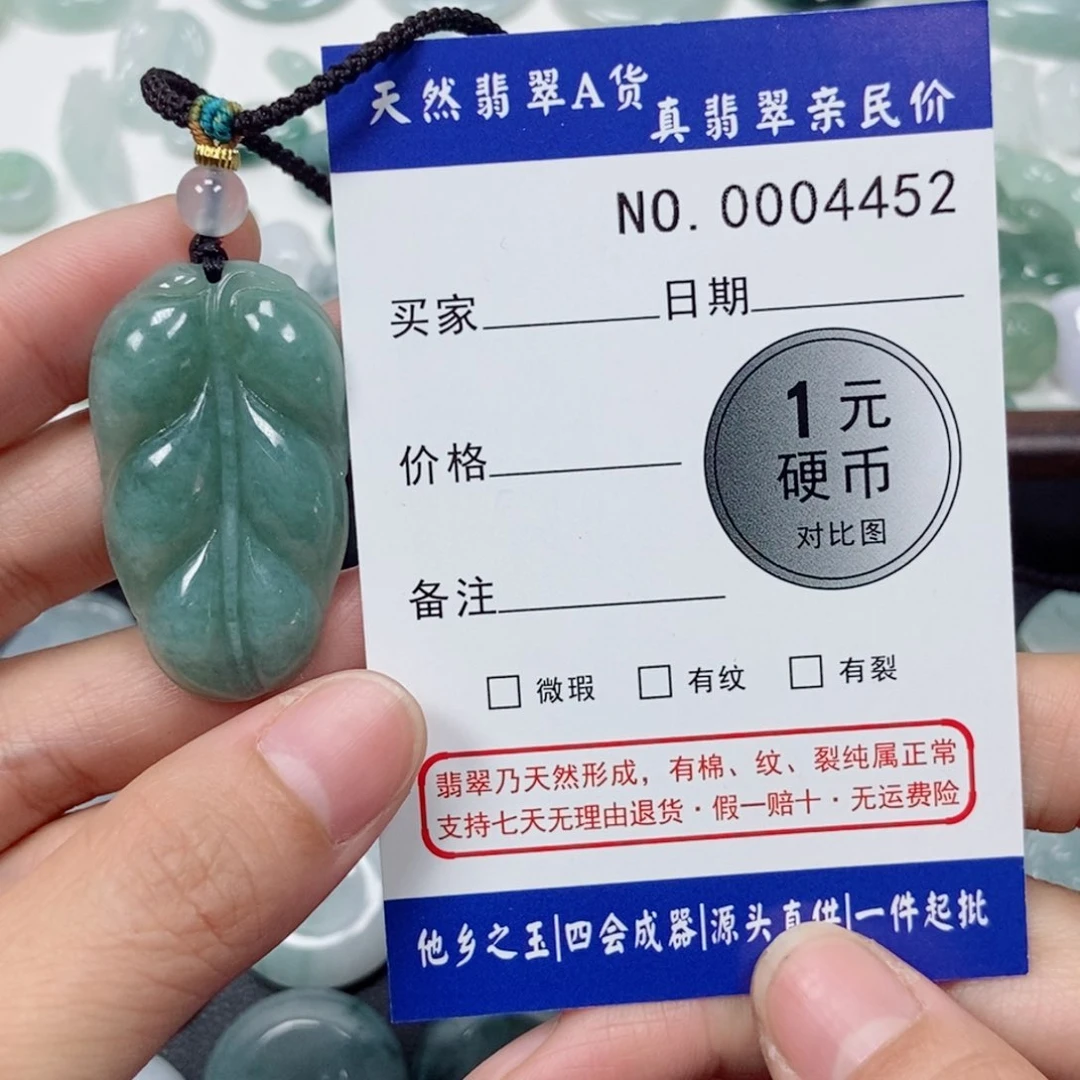 天然翡翠A货 真翡翠亲民价
NO. 0004452
买家 日期
1元
硬币
对比图
价格
备注
微瑕 有纹 有裂
翡翠乃天然形成，有棉、纹、裂纯属正常
支持七天无理由退货·假一赔十·无运费险
他乡之玉|四会成器|源头直供|一件起批